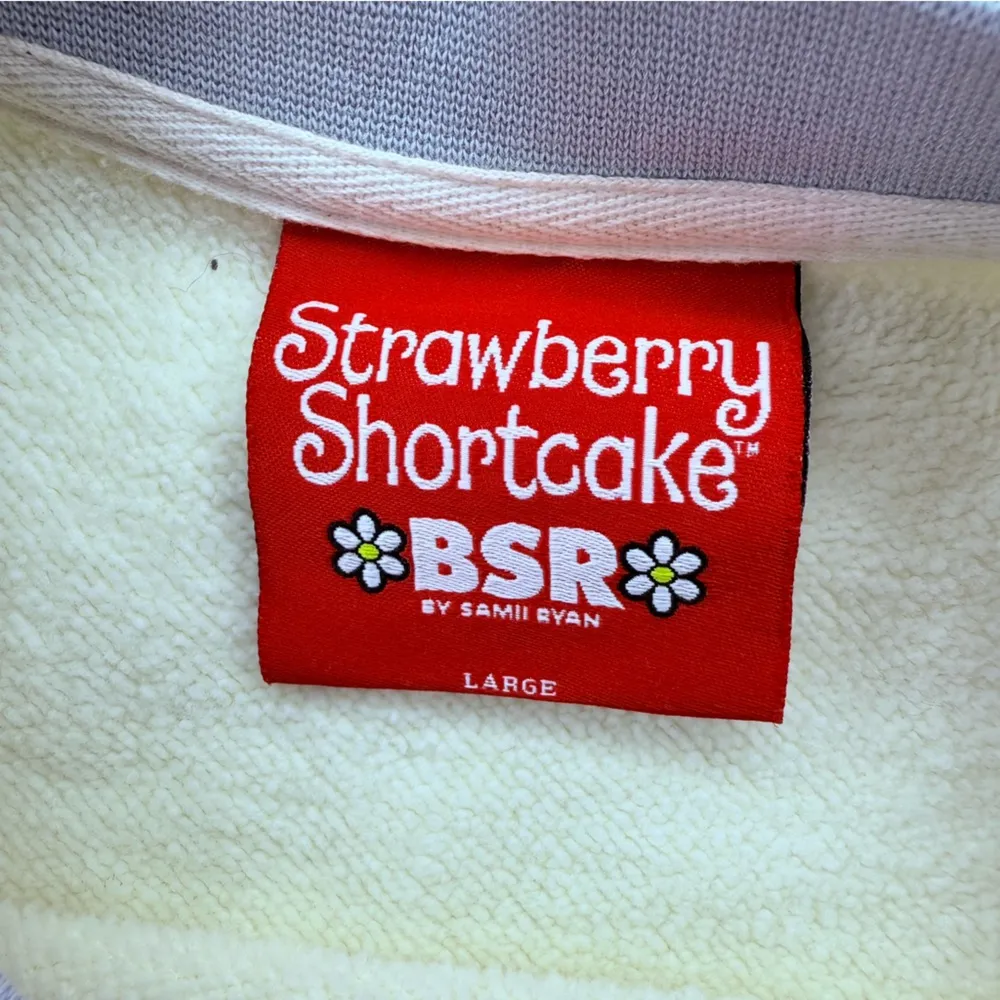 Strawberry
Shortcake™
BSR
BY SAMII RYAN
LARGE